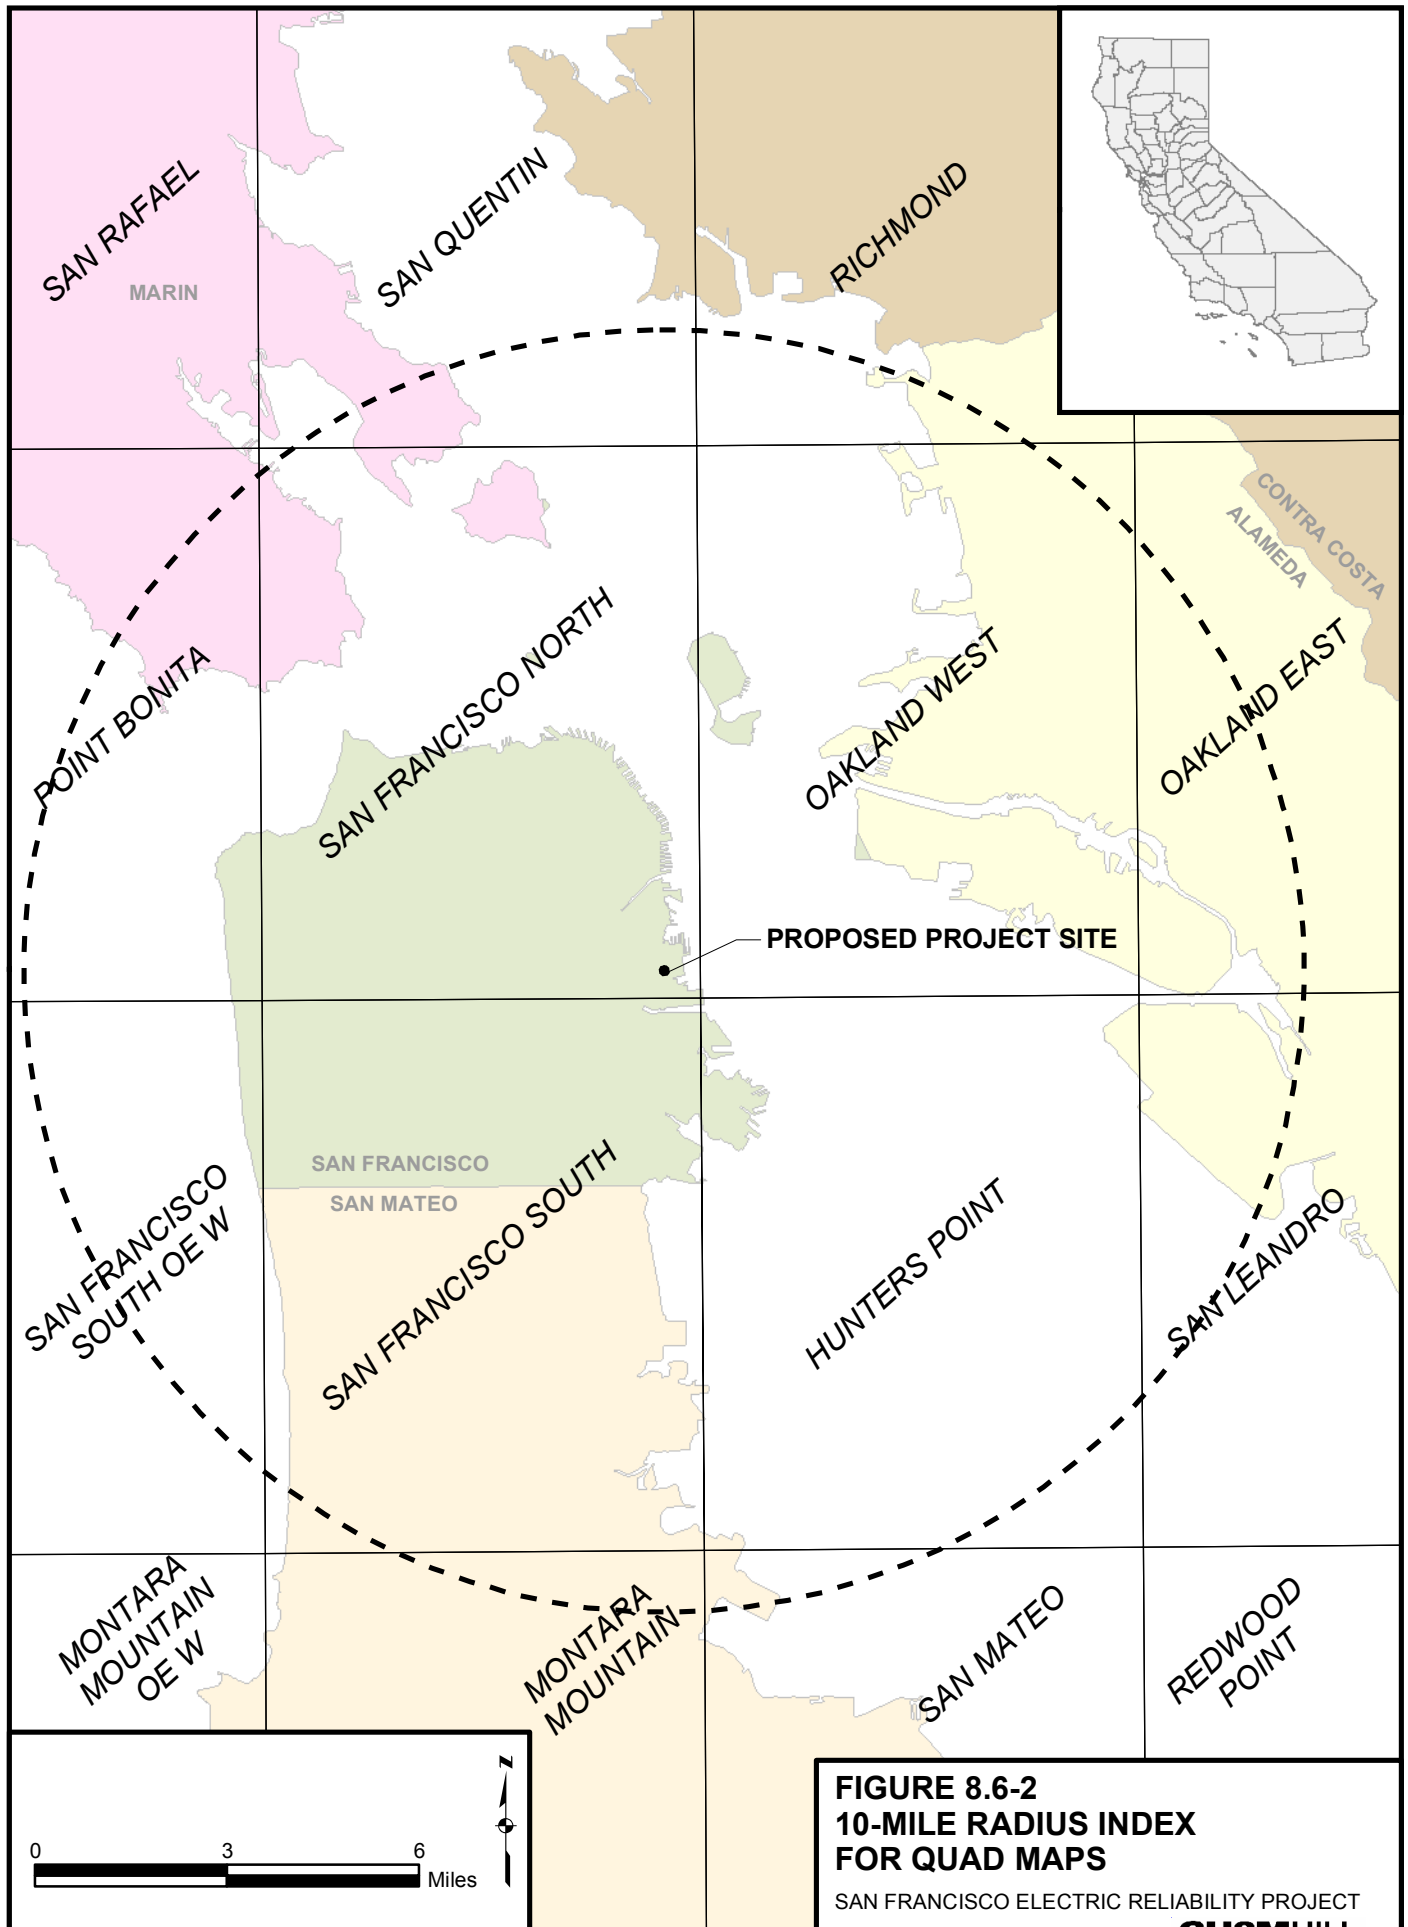 SAN RAFAEL
MARIN
SAN QUENTIN
RICHMOND
CONTRA COSTA
ALAMEDA
POINT BONITA
SAN FRANCISCO NORTH
OAKLAND WEST
OAKLAND EAST
PROPOSED PROJECT SITE
SAN FRANCISCO
SAN MATEO
SAN FRANCISCO
SOUTH OE W
SAN FRANCISCO SOUTH
HUNTERS POINT
SAN LEANDRO
MONTARA
MOUNTAIN
OE W
MONTARA
MOUNTAIN
SAN MATEO
REDWOOD
POINT
N
0 3 6
Miles
FIGURE 8.6-2
10-MILE RADIUS INDEX
FOR QUAD MAPS
SAN FRANCISCO ELECTRIC RELIABILITY PROJECT